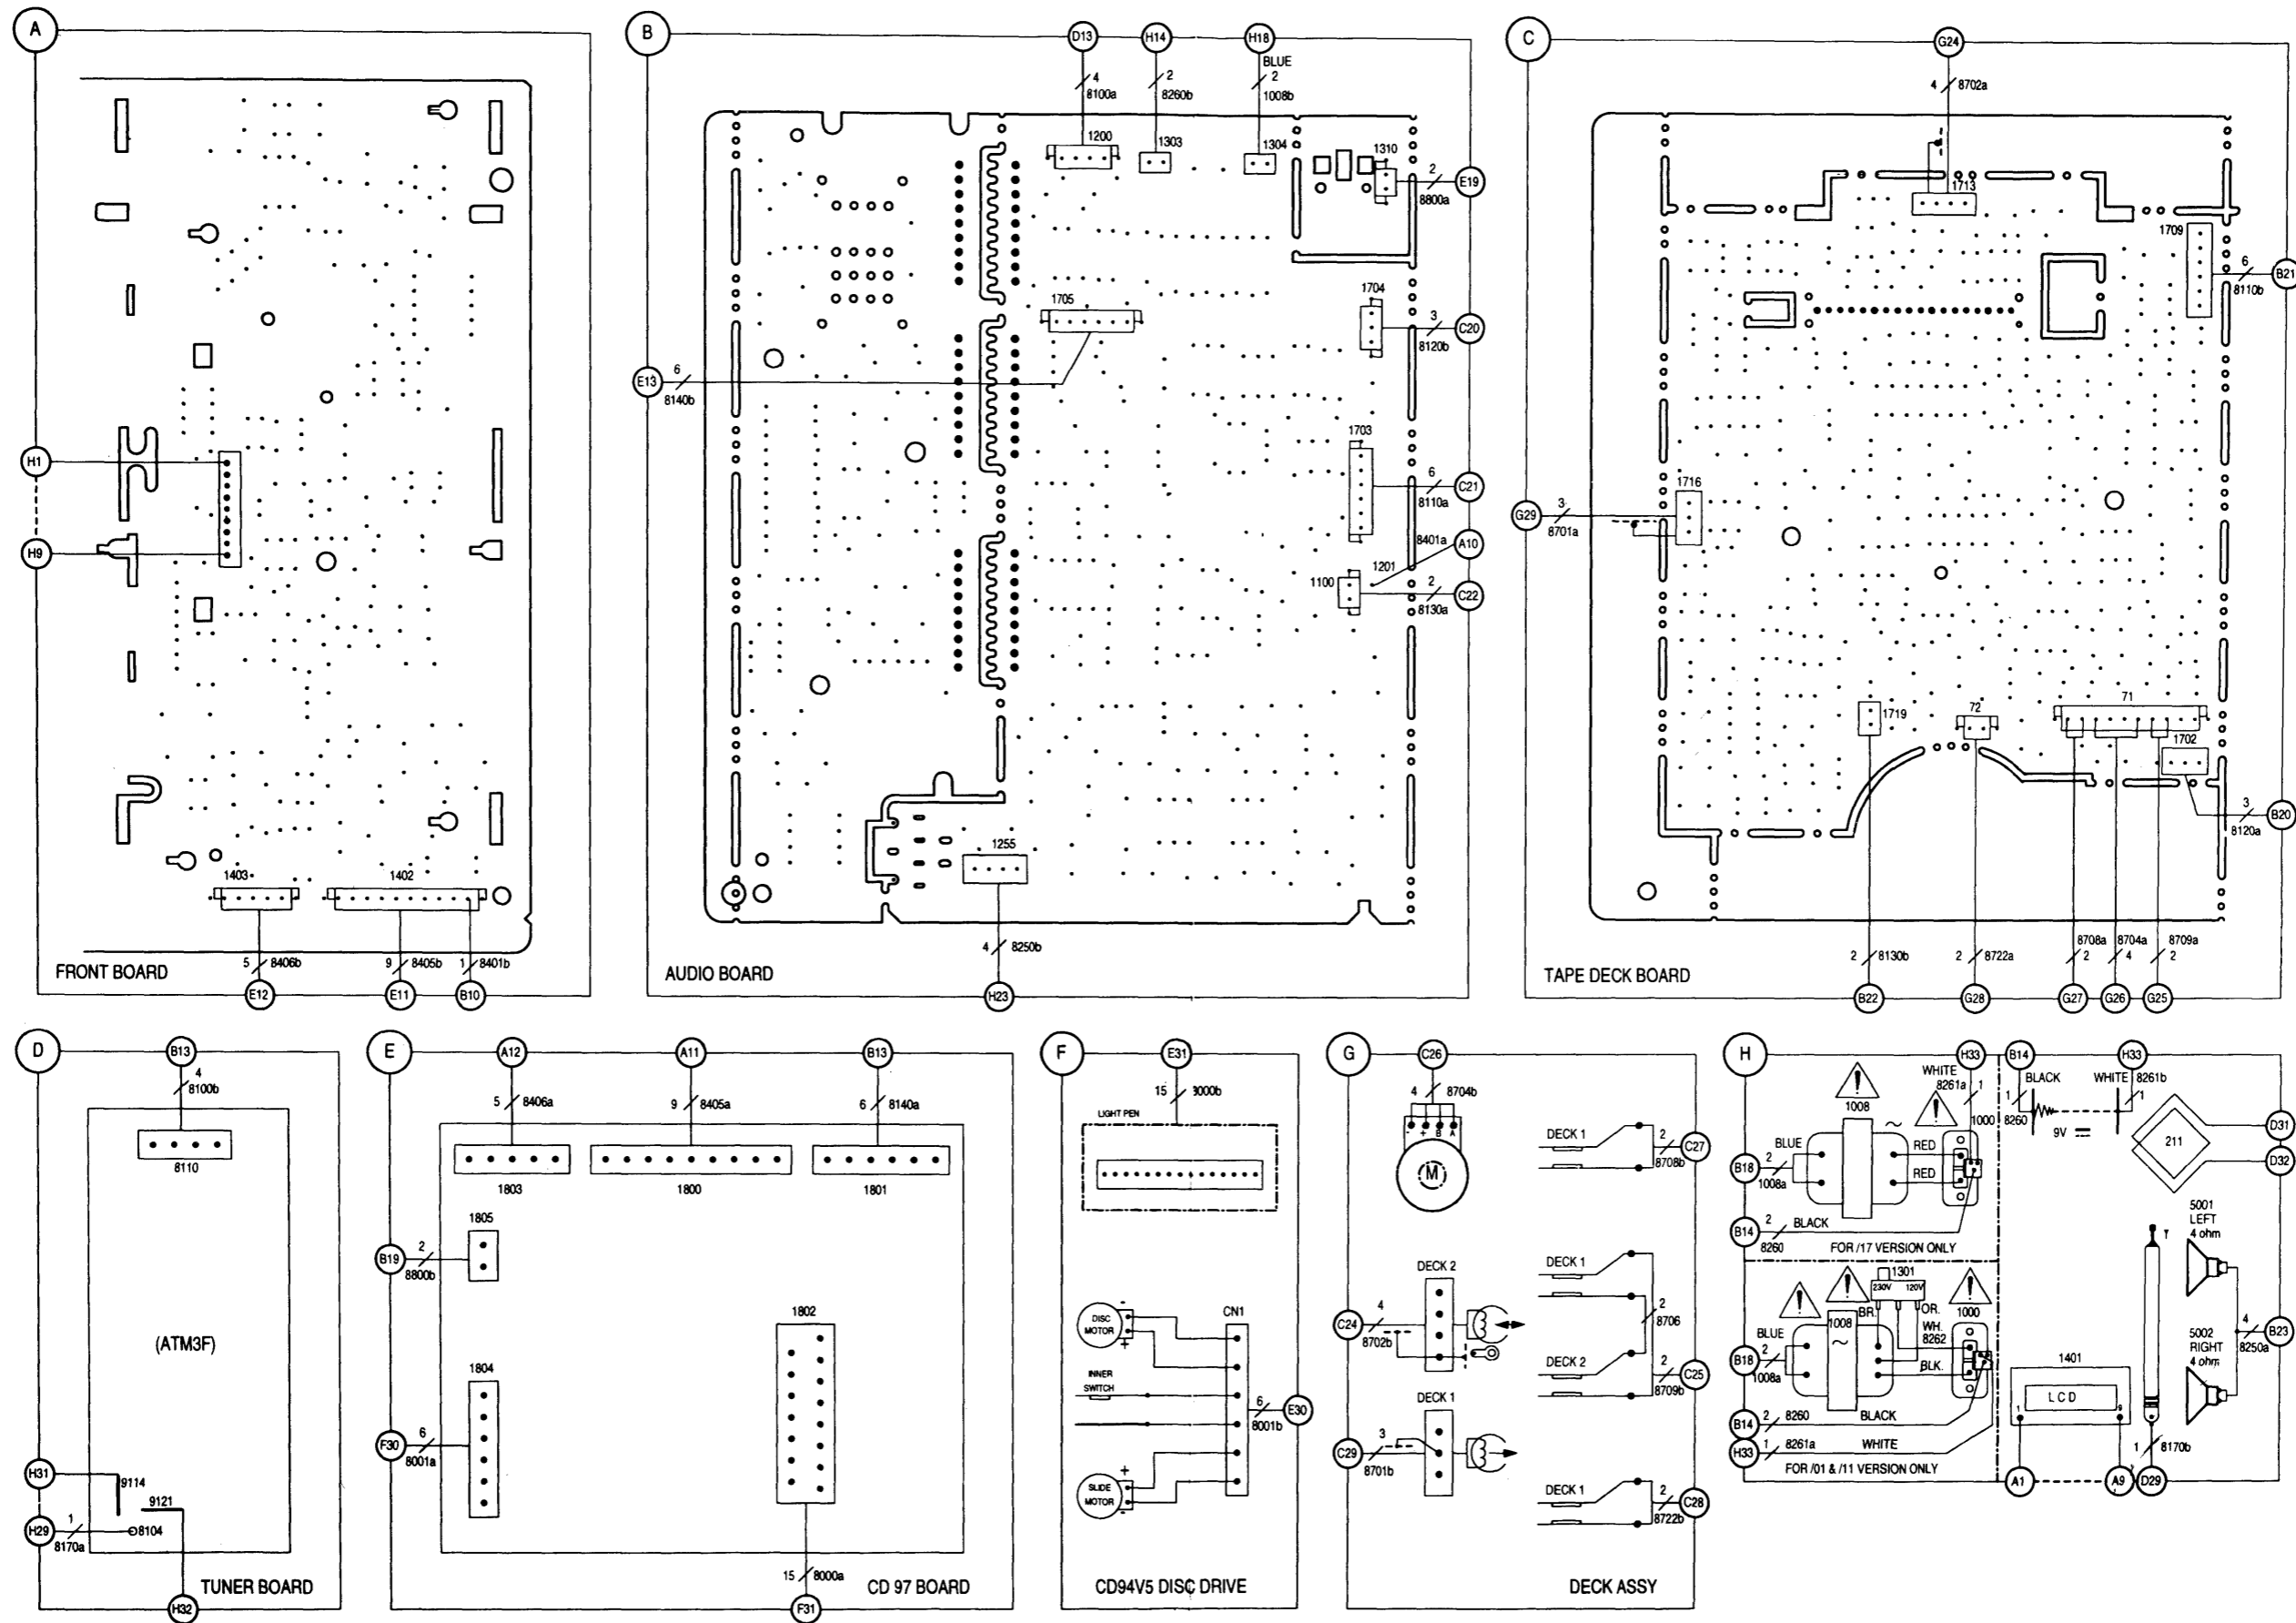 A
H1
H9
1403
1402
FRONT BOARD
5
8406b
9
8405b
1
8401b
E12
E11
B10
B
D13
H14
H18
BLUE
4
8100a
2
8260b
2
1008b
1200
1303
1304
1310
2
8800a
E19
1705
1704
3
8120b
C20
E13
6
8140b
1703
6
8110a
C21
8401a
A10
1201
1100
2
8130a
C22
1255
4
8250b
AUDIO BOARD
H23
C
G24
4
8702a
1713
1709
6
8110b
B21
1716
G29
3
8701a
1719
72
71
1702
3
8120a
B20
2
8130b
2
8722a
8708a
2
8704a
4
8709a
2
TAPE DECK BOARD
B22
G28
G27
G26
G25
D
B13
4
8100b
8110
(ATM3F)
H31
9114
9121
H29
1
8170a
8104
TUNER BOARD
H32
E
A12
A11
B13
5
8406a
9
8405a
6
8140a
1803
1800
1801
1805
B19
2
8800b
1802
1804
F30
6
8001a
15
8000a
CD 97 BOARD
F31
F
E31
15
3000b
LIGHT PEN
CN1
-
DISC
MOTOR
+
INNER
SWITCH
6
8001b
E30
+
SLIDE
MOTOR
-
CD94V5 DISC DRIVE
G
C26
4
8704b
- + B A
M
DECK 1
2
8708b
C27
DECK 2
DECK 1
C24
4
8702b
2
8706
DECK 2
2
8709b
C25
DECK 1
C29
3
8701b
DECK 1
2
8722b
C28
DECK ASSY
H
H33
WHITE
8261a
1
1008
!
!
1000
~
BLUE
RED
RED
B18
2
1008a
B14
2
BLACK
8260
FOR /17 VERSION ONLY
1301
230V
120V
!
!
!
BR.
OR.
1000
1008
~
WH.
8262
BLUE
BLK.
B18
2
1008a
B14
2
8260
BLACK
H33
1
8261a
WHITE
FOR /01 & /11 VERSION ONLY
B14
H33
BLACK
WHITE
8261b
1
8260
1
9V
211
D31
D32
5001
LEFT
4 ohm
5002
RIGHT
4 ohm
4
8250a
B23
1401
LCD
1
9
1
8170b
A1
A9
D29